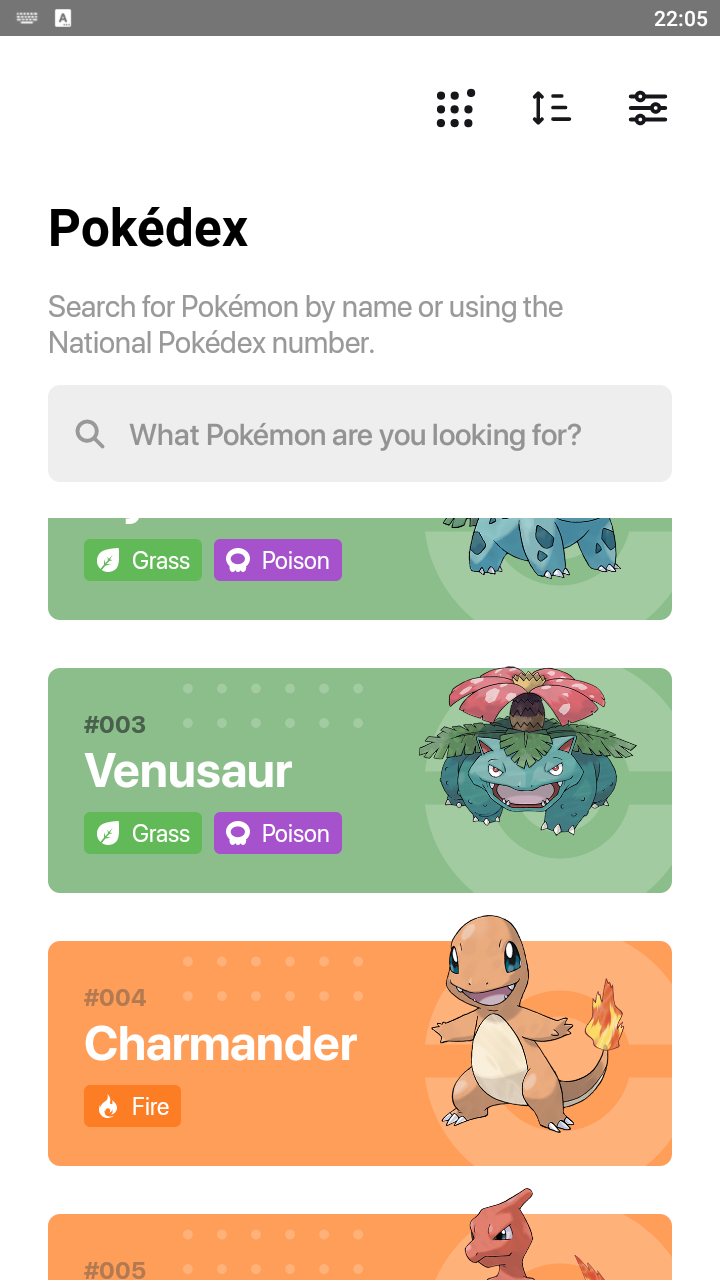 22:05
Pokédex
Search for Pokémon by name or using the
National Pokédex number.
What Pokémon are you looking for?
Grass Poison
#003
Venusaur
Grass Poison
#004
Charmander
Fire
#005